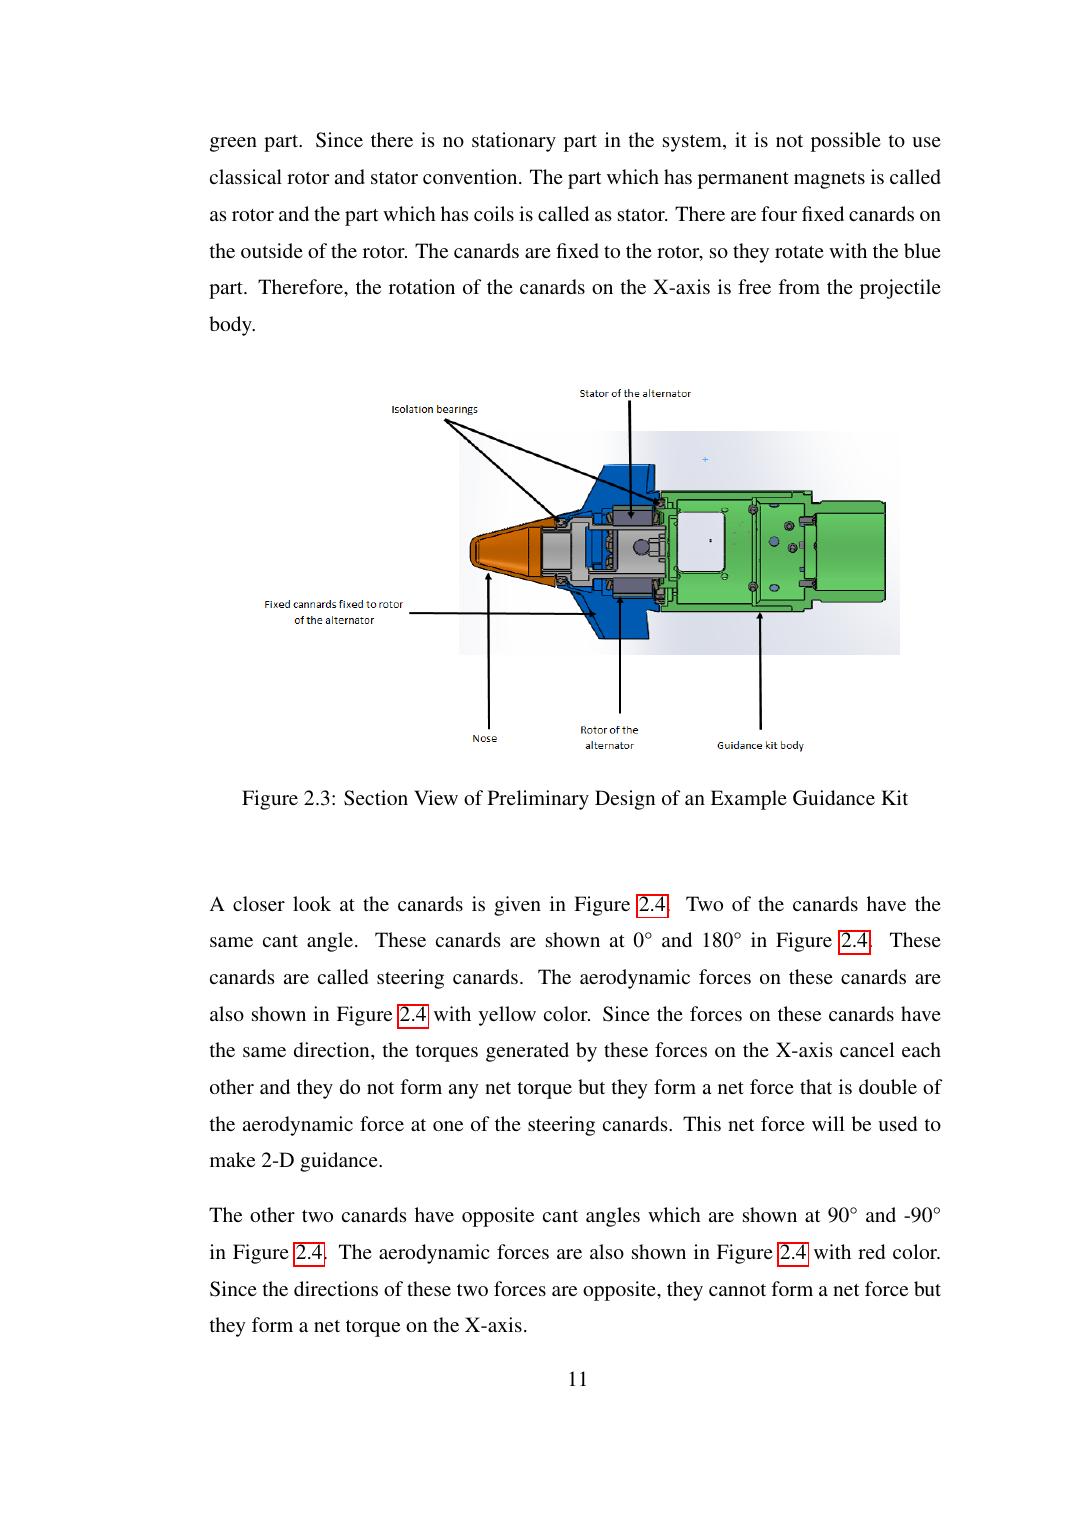 green part. Since there is no stationary part in the system, it is not possible to use
classical rotor and stator convention. The part which has permanent magnets is called
as rotor and the part which has coils is called as stator. There are four fixed canards on
the outside of the rotor. The canards are fixed to the rotor, so they rotate with the blue
part. Therefore, the rotation of the canards on the X-axis is free from the projectile
body.
Stator of the alternator
Isolation bearings
Fixed cannards fixed to rotor
of the alternator
Nose
Rotor of the
alternator
Guidance kit body
Figure 2.3: Section View of Preliminary Design of an Example Guidance Kit
A closer look at the canards is given in Figure 2.4. Two of the canards have the
same cant angle. These canards are shown at 0° and 180° in Figure 2.4. These
canards are called steering canards. The aerodynamic forces on these canards are
also shown in Figure 2.4 with yellow color. Since the forces on these canards have
the same direction, the torques generated by these forces on the X-axis cancel each
other and they do not form any net torque but they form a net force that is double of
the aerodynamic force at one of the steering canards. This net force will be used to
make 2-D guidance.
The other two canards have opposite cant angles which are shown at 90° and -90°
in Figure 2.4. The aerodynamic forces are also shown in Figure 2.4 with red color.
Since the directions of these two forces are opposite, they cannot form a net force but
they form a net torque on the X-axis.
11